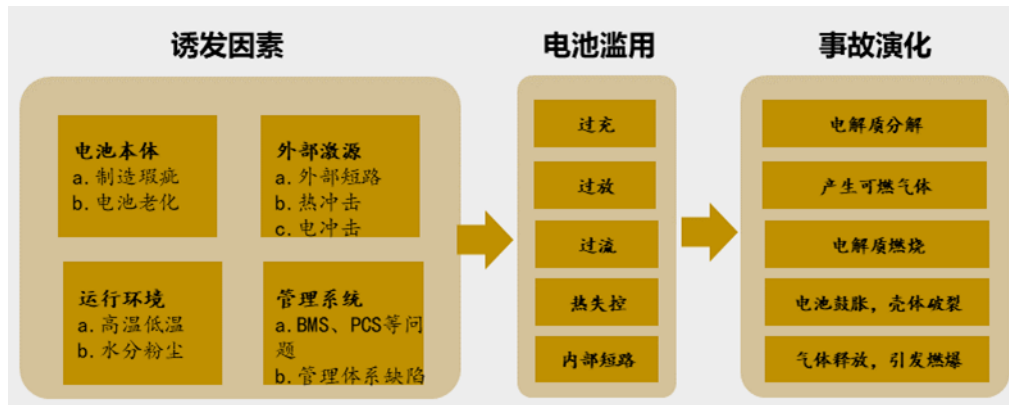 诱发因素
电池本体
a. 制造瑕疵
b. 电池老化
外部激源
a. 外部短路
b. 热冲击
c. 电冲击
运行环境
a. 高温低温
b. 水分粉尘
管理系统
a. BMS、PCS等问
题
b. 管理体系缺陷
电池滥用
过充
过放
过流
热失控
内部短路
事故演化
电解质分解
产生可燃气体
电解质燃烧
电池鼓胀，壳体破裂
气体释放，引发燃爆